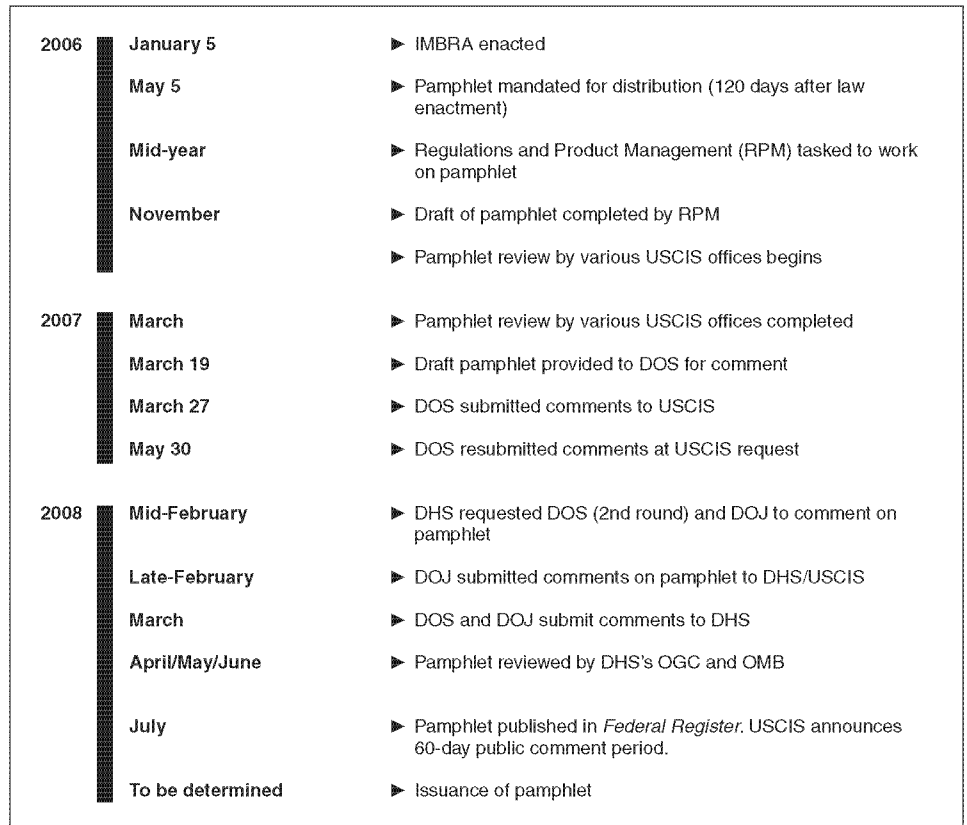 2006 January 5 ► IMBRA enacted
May 5 ► Pamphlet mandated for distribution (120 days after law
enactment)
Mid-year ► Regulations and Product Management (RPM) tasked to work
on pamphlet
November ► Draft of pamphlet completed by RPM
► Pamphlet review by various USCIS offices begins
2007 March ► Pamphlet review by various USCIS offices completed
March 19 ► Draft pamphlet provided to DOS for comment
March 27 ► DOS submitted comments to USCIS
May 30 ► DOS resubmitted comments at USCIS request
2008 Mid-February ► DHS requested DOS (2nd round) and DOJ to comment on
pamphlet
Late-February ► DOJ submitted comments on pamphlet to DHS/USCIS
March ► DOS and DOJ submit comments to DHS
April/May/June ► Pamphlet reviewed by DHS's OGC and OMB
July ► Pamphlet published in Federal Register. USCIS announces
60-day public comment period.
To be determined ► Issuance of pamphlet